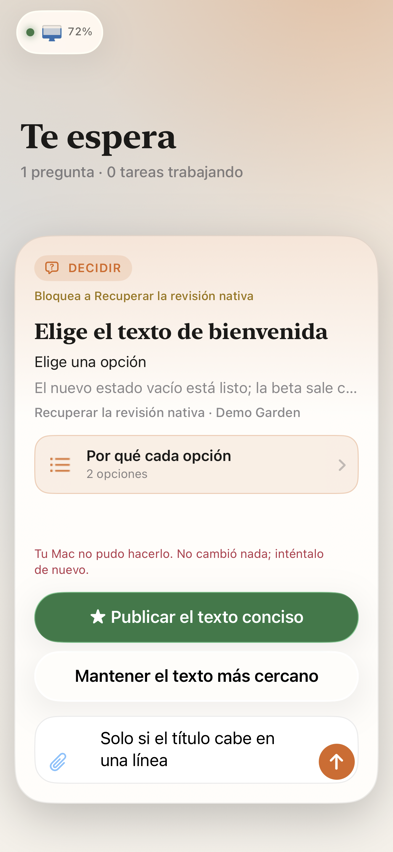 72%
Te espera
1 pregunta · 0 tareas trabajando
DECIDIR
Bloquea a Recuperar la revisión nativa
Elige el texto de bienvenida
Elige una opción
El nuevo estado vacío está listo; la beta sale c...
Recuperar la revisión nativa · Demo Garden
Por qué cada opción
2 opciones
Tu Mac no pudo hacerlo. No cambió nada; inténtalo
de nuevo.
Publicar el texto conciso
Mantener el texto más cercano
Solo si el título cabe en
una línea